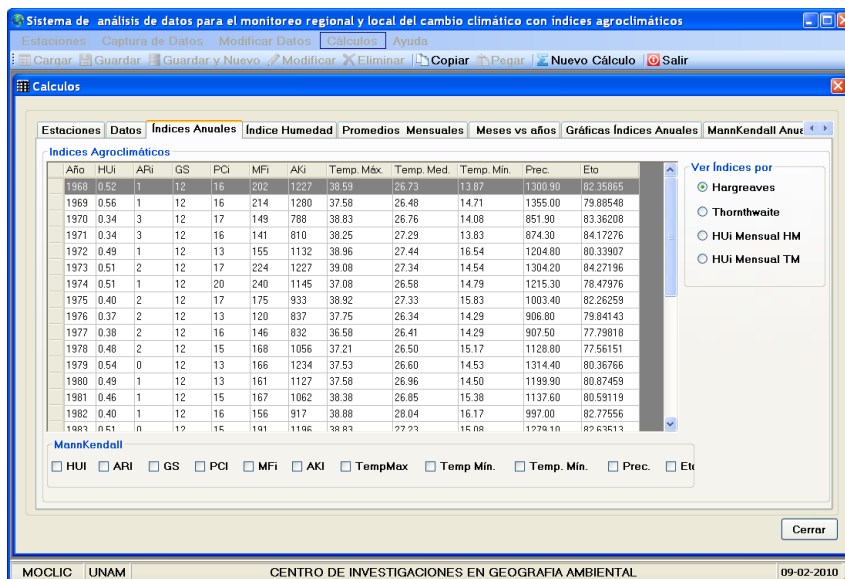 Sistema de análisis de datos para el monitoreo regional y local del cambio climático con índices agroclimáticos
Estaciones Captura de Datos Modificar Datos Cálculos Ayuda
Cargar Guardar Guardar y Nuevo Modificar Eliminar Copiar Pegar Nuevo Cálculo Salir
Calculos
Estaciones Datos Índices Anuales Índice Humedad Promedios Mensuales Meses vs años Gráficas Índices Anuales MannKendall Anua
Indices Agroclimáticos
Año HUi ARi GS PCi MFi AKi Temp. Máx. Temp. Med. Temp. Mín. Prec. Eto
1968 0.52 1 12 16 202 1227 38.59 26.73 13.87 1300.90 82.35865
1969 0.56 1 12 16 214 1280 37.58 26.48 14.71 1355.00 79.88548
1970 0.34 3 12 17 149 788 38.83 26.76 14.08 851.90 83.36208
1971 0.34 3 12 16 141 810 38.25 27.29 13.83 874.30 84.17276
1972 0.49 1 12 13 155 1132 38.96 27.44 16.54 1204.80 80.33907
1973 0.51 2 12 17 224 1227 39.08 27.34 14.54 1304.20 84.27196
1974 0.51 1 12 20 240 1145 37.08 26.58 14.79 1215.30 78.47976
1975 0.40 2 12 17 175 933 38.92 27.33 15.83 1003.40 82.26259
1976 0.37 2 12 13 120 837 37.75 26.34 14.29 906.80 79.84143
1977 0.38 2 12 16 146 832 36.58 26.41 14.29 907.50 77.79818
1978 0.48 2 12 15 168 1056 37.21 26.50 15.17 1128.80 77.56151
1979 0.54 0 12 13 166 1234 37.53 26.60 14.53 1314.40 80.36766
1980 0.49 1 12 13 161 1127 37.58 26.96 14.50 1199.90 80.87459
1981 0.46 1 12 15 167 1062 38.38 26.85 15.38 1137.60 80.59119
1982 0.40 1 12 16 156 917 38.88 28.04 16.17 997.00 82.77556
1983 0.51 0 12 15 191 1196 38.83 27.23 15.08 1279.10 82.63513
Ver Índices por
Hargreaves
Thornthwaite
HUi Mensual HM
HUi Mensual TM
MannKendall
HUI ARI GS PCI MFi AKI TempMax Temp Mín. Temp. Mín. Prec. Eto
Cerrar
MOCLIC UNAM CENTRO DE INVESTIGACIONES EN GEOGRAFIA AMBIENTAL 09-02-2010